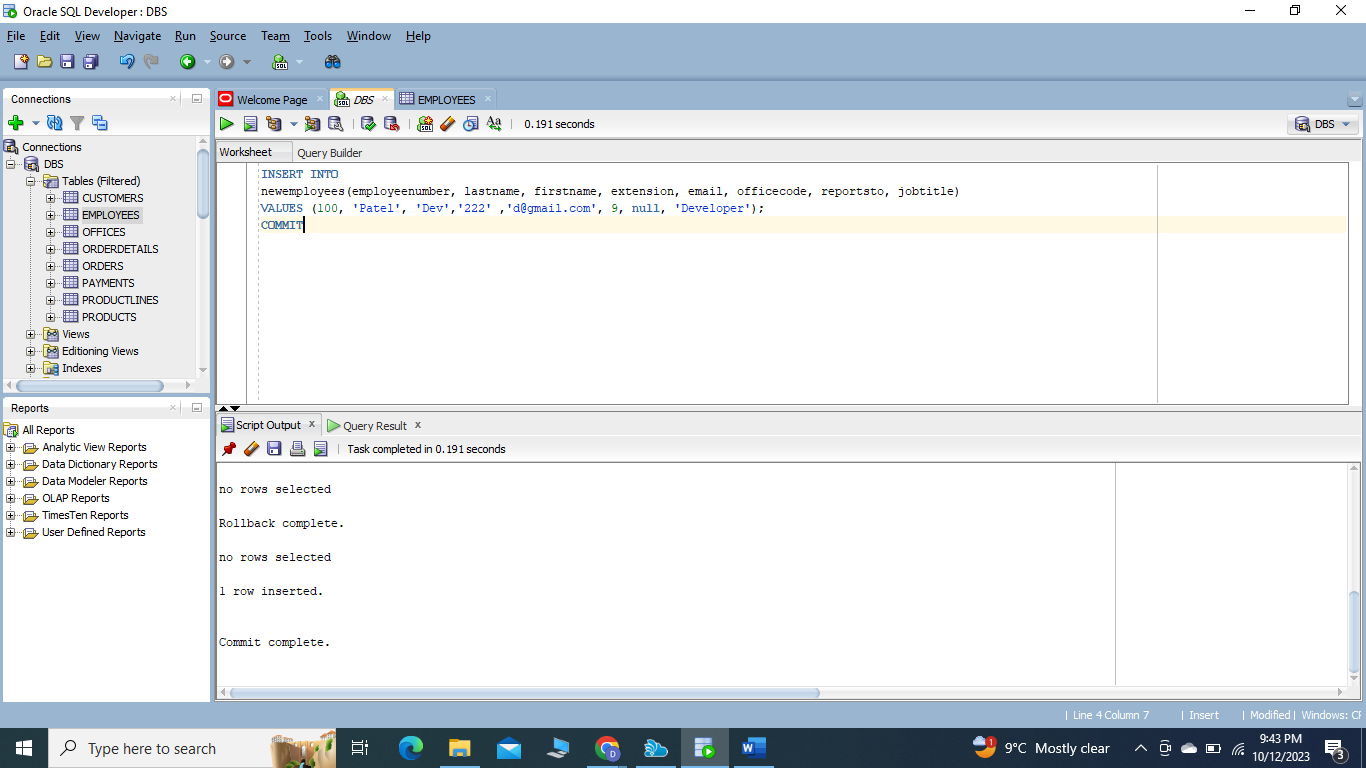 Oracle SQL Developer : DBS
File Edit View Navigate Run Source Team Tools Window Help
Connections
Connections
DBS
Tables (Filtered)
CUSTOMERS
EMPLOYEES
OFFICES
ORDERDETAILS
ORDERS
PAYMENTS
PRODUCTLINES
PRODUCTS
Views
Editioning Views
Indexes
Reports
All Reports
Analytic View Reports
Data Dictionary Reports
Data Modeler Reports
OLAP Reports
TimesTen Reports
User Defined Reports
Welcome Page DBS EMPLOYEES
SQL Aa 0.191 seconds DBS
Worksheet Query Builder
INSERT INTO
newemployees(employeenumber, lastname, firstname, extension, email, officecode, reportsto, jobtitle)
VALUES (100, 'Patel', 'Dev','222' ,'d@gmail.com', 9, null, 'Developer');
COMMIT
Script Output Query Result
Task completed in 0.191 seconds
no rows selected
Rollback complete.
no rows selected
1 row inserted.
Commit complete.
Line 4 Column 7 Insert Modified Windows: CF
Type here to search
9°C Mostly clear
9:43 PM
10/12/2023
3